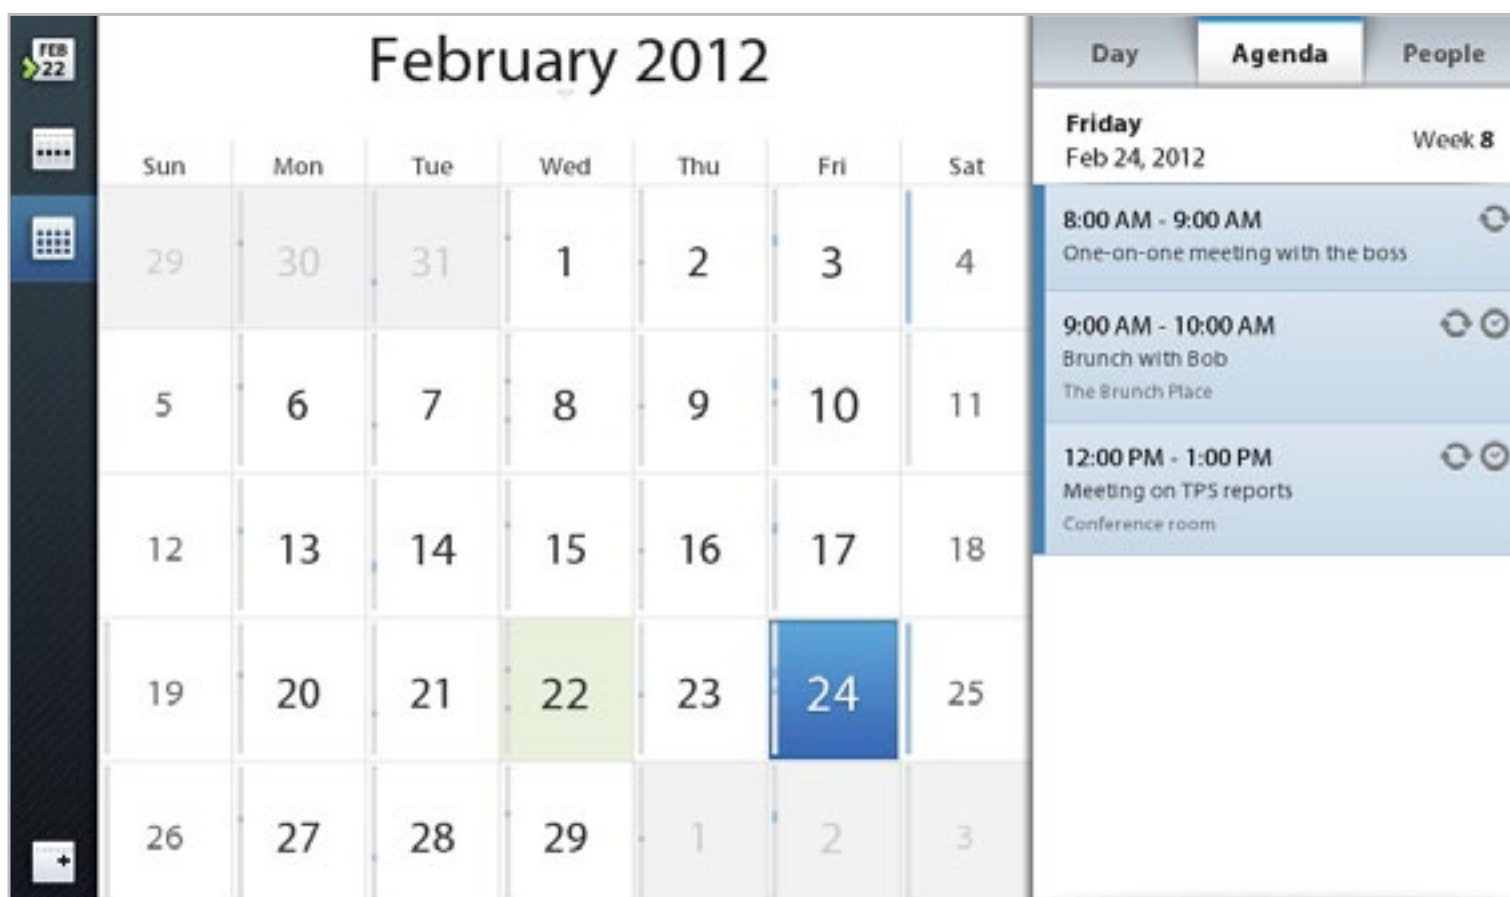 FEB
22
February 2012
Sun Mon Tue Wed Thu Fri Sat
29 30 31 1 2 3 4
5 6 7 8 9 10 11
12 13 14 15 16 17 18
19 20 21 22 23 24 25
26 27 28 29 1 2 3
Day Agenda People
Friday
Feb 24, 2012
Week 8
8:00 AM - 9:00 AM
One-on-one meeting with the boss
9:00 AM - 10:00 AM
Brunch with Bob
The Brunch Place
12:00 PM - 1:00 PM
Meeting on TPS reports
Conference room